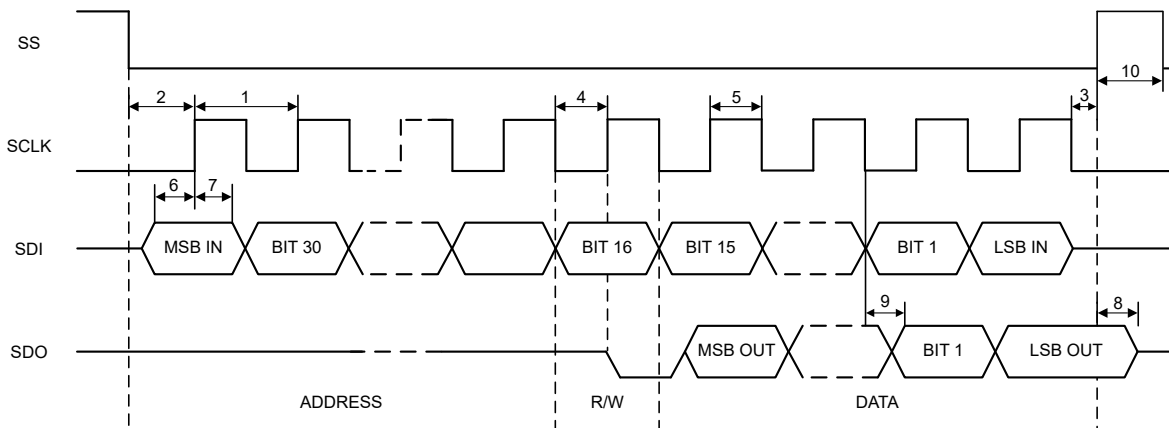 SS
10
2 1 4 5 3
SCLK
6 7
SDI MSB IN BIT 30 BIT 16 BIT 15 BIT 1 LSB IN
9 8
SDO MSB OUT BIT 1 LSB OUT
ADDRESS R/W DATA